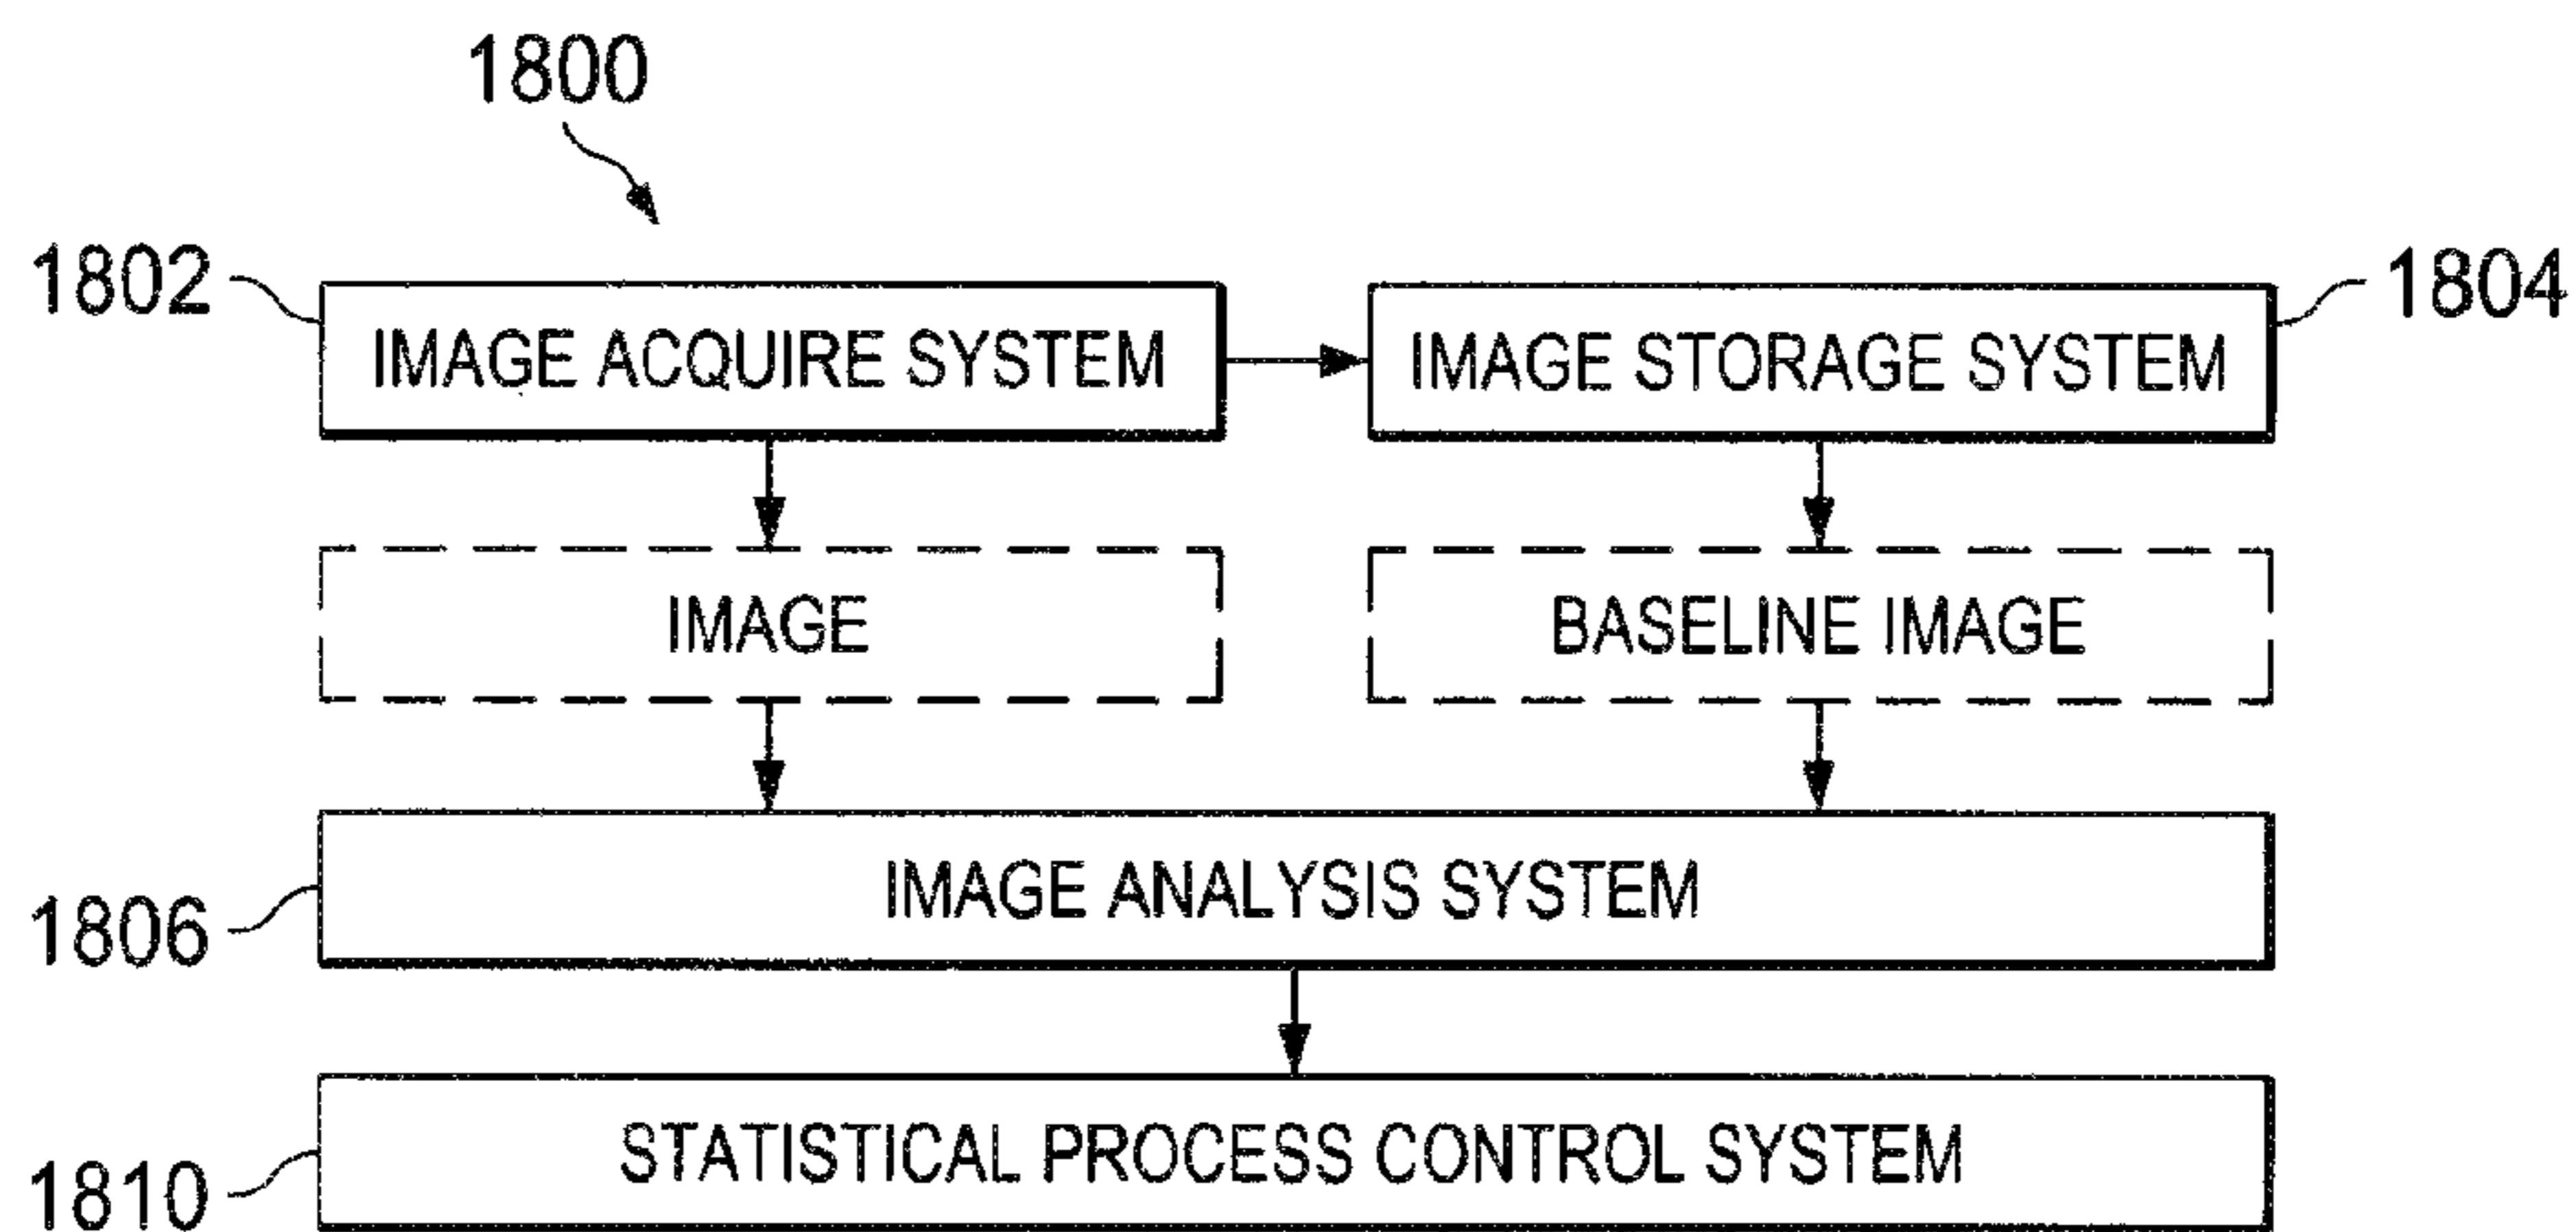 1800
1802
IMAGE ACQUIRE SYSTEM
IMAGE STORAGE SYSTEM
1804
IMAGE
BASELINE IMAGE
IMAGE ANALYSIS SYSTEM
1806
STATISTICAL PROCESS CONTROL SYSTEM
1810